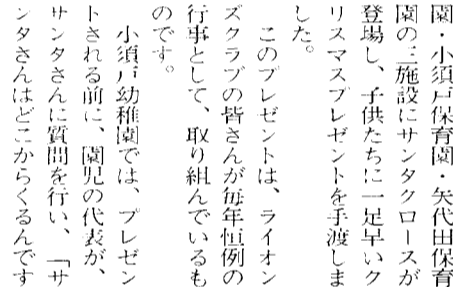 園・小須戸保育園・矢代田保育
園の三施設にサンタクロースが
登場し、子供たちに一足早いク
リスマスプレゼントを手渡しま
した。
このプレゼントは、ライオン
ズクラブの皆さんが毎年恒例の
行事として、取り組んでいるも
のです。
小須戸幼稚園では、プレゼン
トされる前に、園児の代表が、
サンタさんに質問を行い、「サ
ンタさんはどこからくるんです